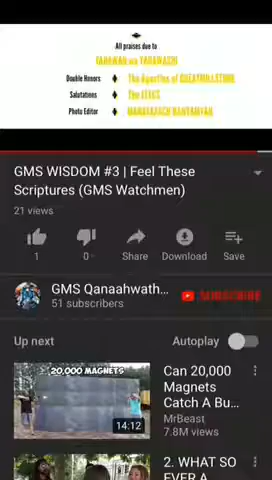 All praises due to
Double Honors
The Apostles of GREATMILLSTONE
Salutations
The ELECT
Photo Editor
GMS WISDOM #3 | Feel These
Scriptures (GMS Watchmen)
21 views
1
0
Share
Download
Save
GMS Qanaahwath...
51 subscribers
SUBSCRIBE
Up next
Autoplay
20,000 MAGNETS
14:12
Can 20,000
Magnets
Catch A Bu...
MrBeast
7.8M views
2. WHAT SO
EVER A